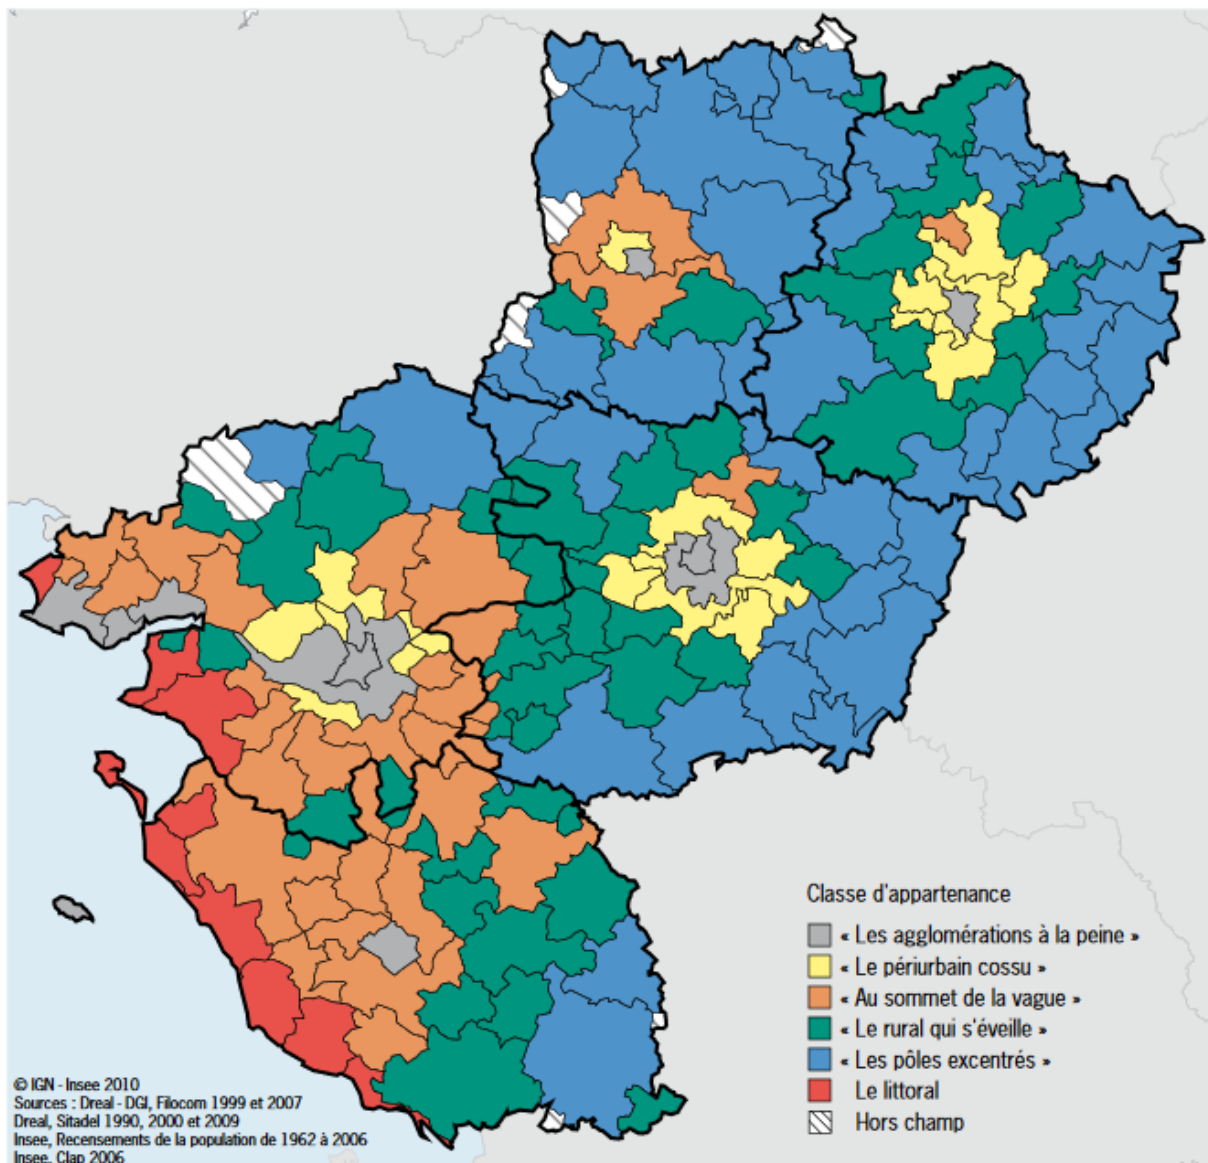 Classe d'appartenance
« Les agglomérations à la peine »
« Le périurbain cossu »
« Au sommet de la vague »
« Le rural qui s'éveille »
« Les pôles excentrés »
Le littoral
Hors champ
© IGN - Insee 2010
Sources : Dreal - DGI, Filocom 1999 et 2007
Dreal, Sitadel 1990, 2000 et 2009
Insee, Recensements de la population de 1962 à 2006
Insee, Clap 2006